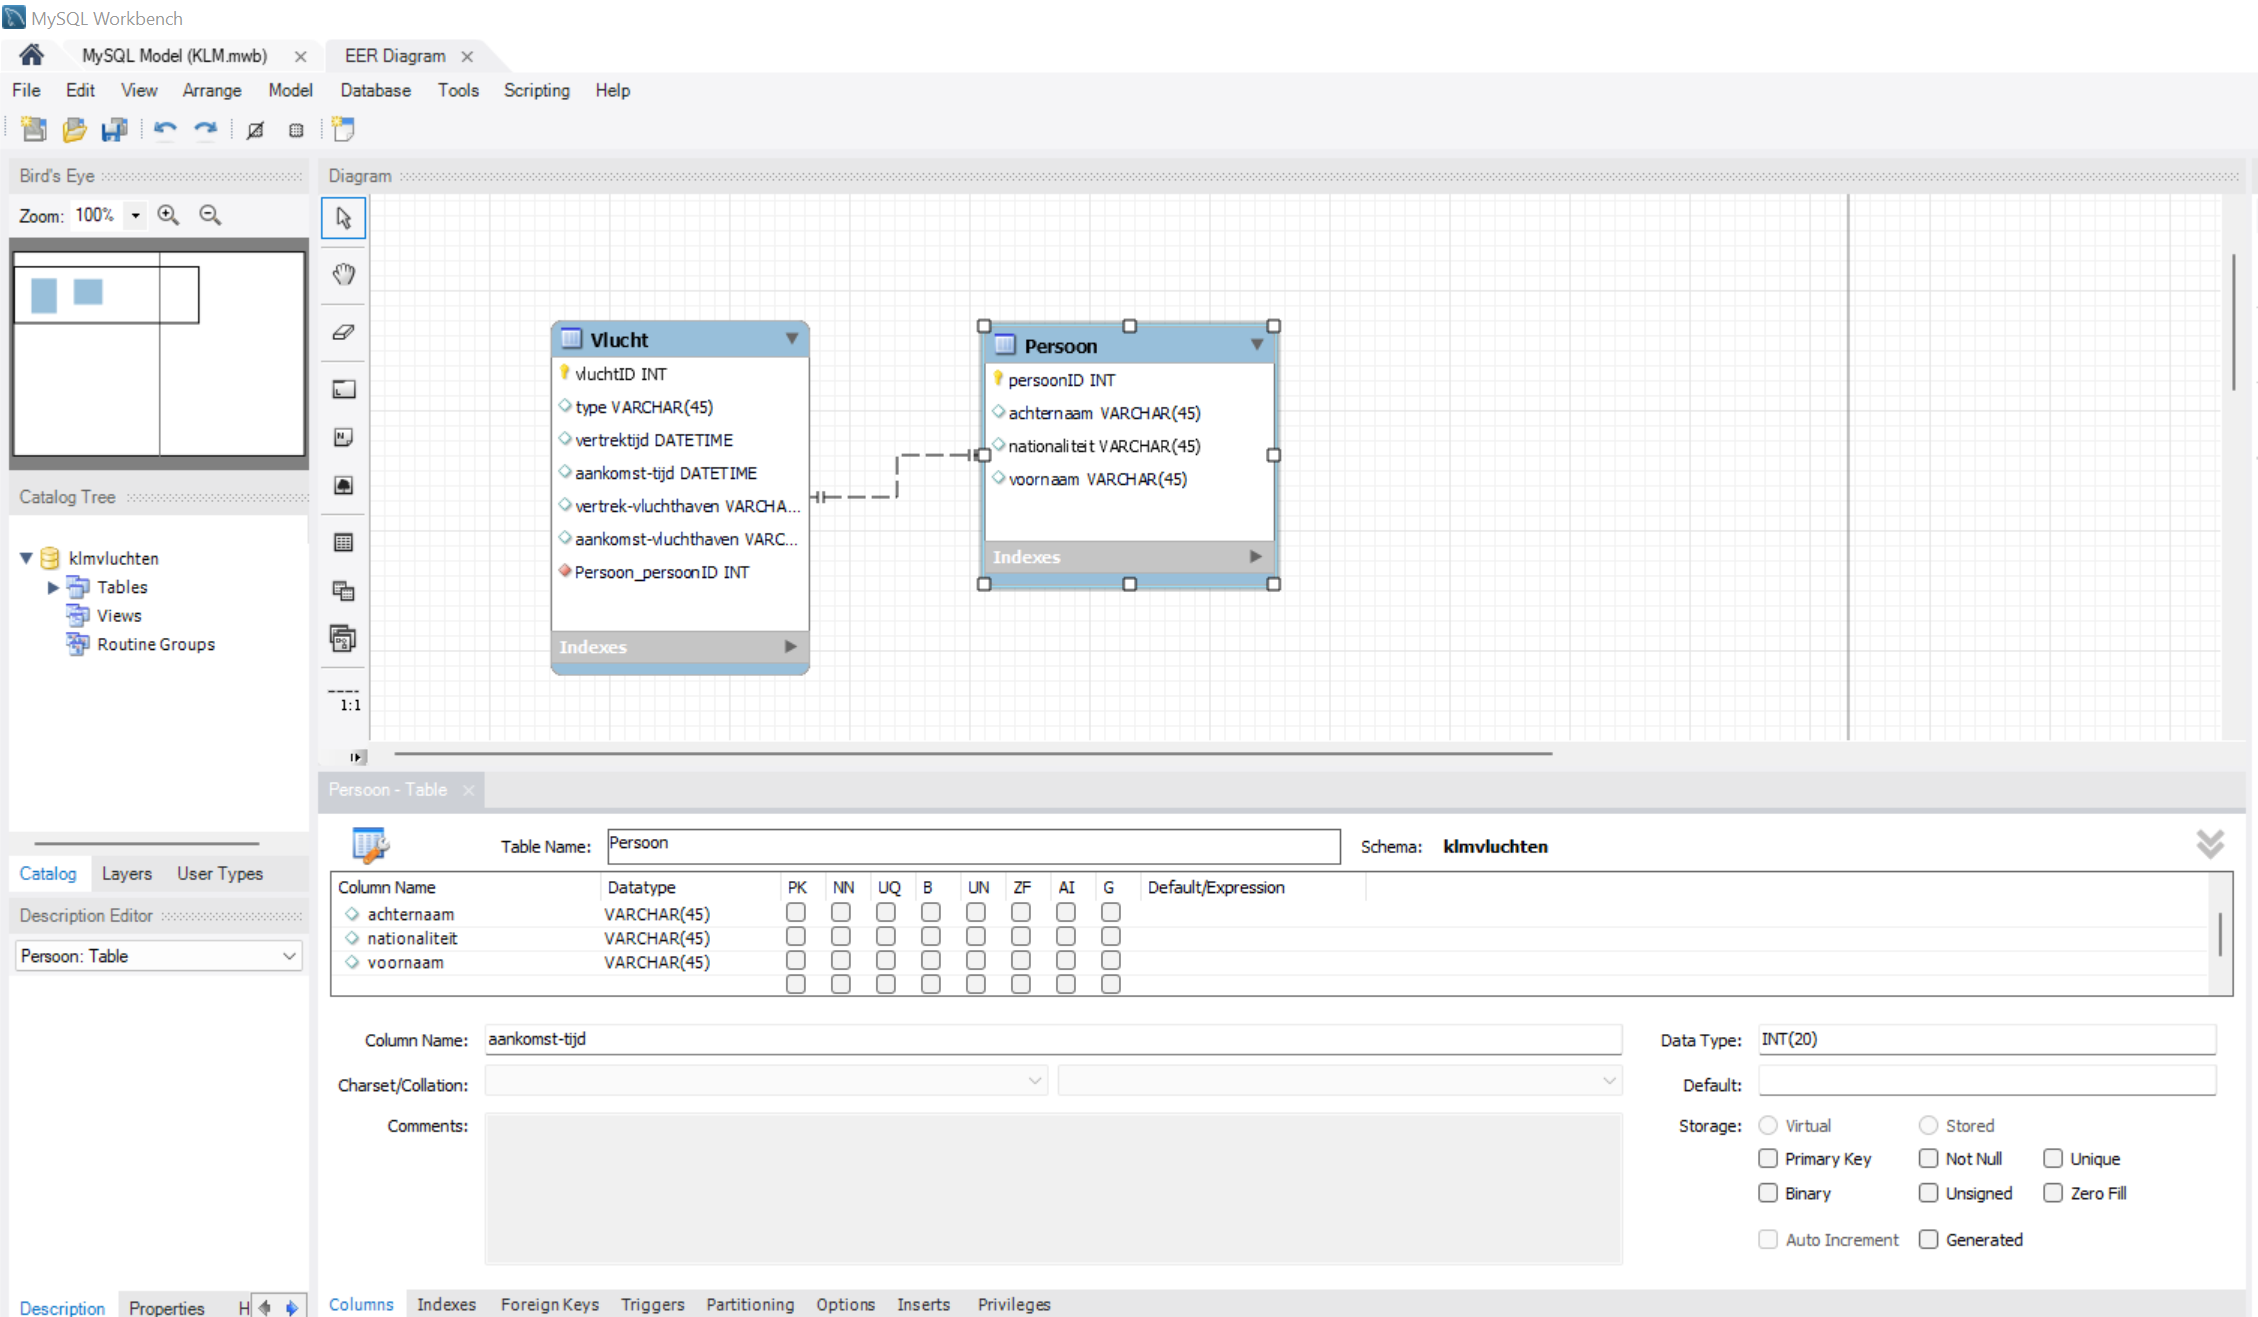 MySQL Workbench
MySQL Model (KLM.mwb)
EER Diagram
File Edit View Arrange Model Database Tools Scripting Help
Bird's Eye
Zoom: 100%
Catalog Tree
klmvluchten
Tables
Views
Routine Groups
Catalog Layers User Types
Description Editor
Persoon: Table
Description Properties H
Diagram
1:1
Vlucht
vluchtID INT
type VARCHAR(45)
vertrektijd DATETIME
aankomst-tijd DATETIME
vertrek-vluchthaven VARCHA...
aankomst-vluchthaven VARC...
Persoon_persoonID INT
Indexes
Persoon
persoonID INT
achternaam VARCHAR(45)
nationaliteit VARCHAR(45)
voornaam VARCHAR(45)
Indexes
Persoon - Table
Table Name: Persoon Schema: klmvluchten
Column Name Datatype PK NN UQ B UN ZF AI G Default/Expression
achternaam VARCHAR(45)
nationaliteit VARCHAR(45)
voornaam VARCHAR(45)
Column Name: aankomst-tijd Data Type: INT(20)
Charset/Collation: Default:
Comments: Storage: Virtual Stored
Primary Key Not Null Unique
Binary Unsigned Zero Fill
Auto Increment Generated
Columns Indexes Foreign Keys Triggers Partitioning Options Inserts Privileges